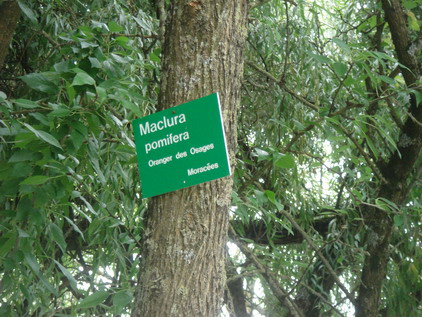 Maclura
pomifera
Oranger des Osages
Moracées